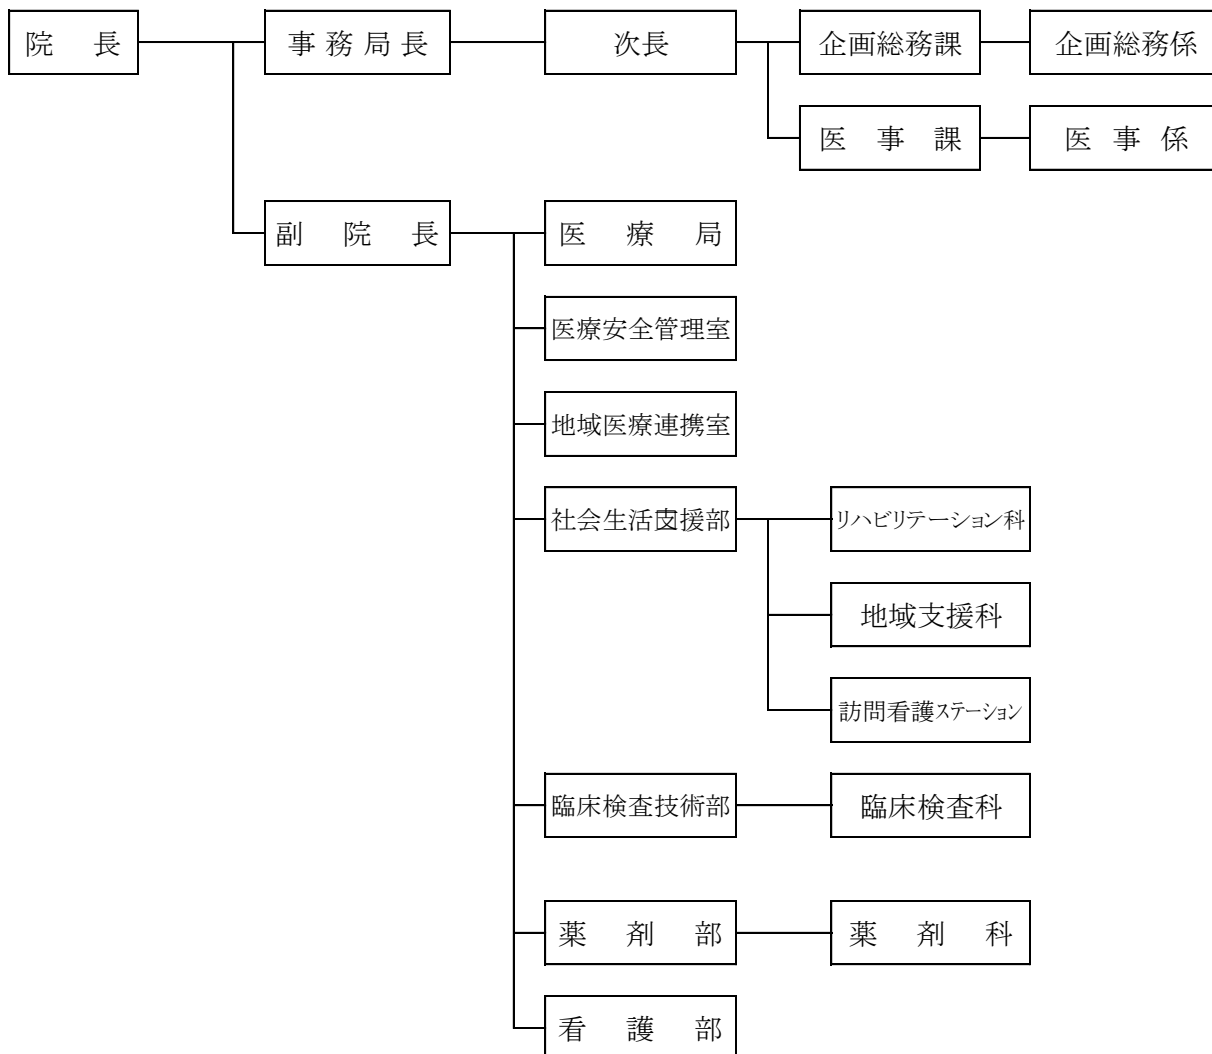 院長 事務局長 次長 企画総務課 企画総務係
医事課 医事係
副院長 医療局
医療安全管理室
地域医療連携室
社会生活支援部 リハビリテーション科
地域支援科
訪問看護ステーション
臨床検査技術部 臨床検査科
薬剤部 薬剤科
看護部